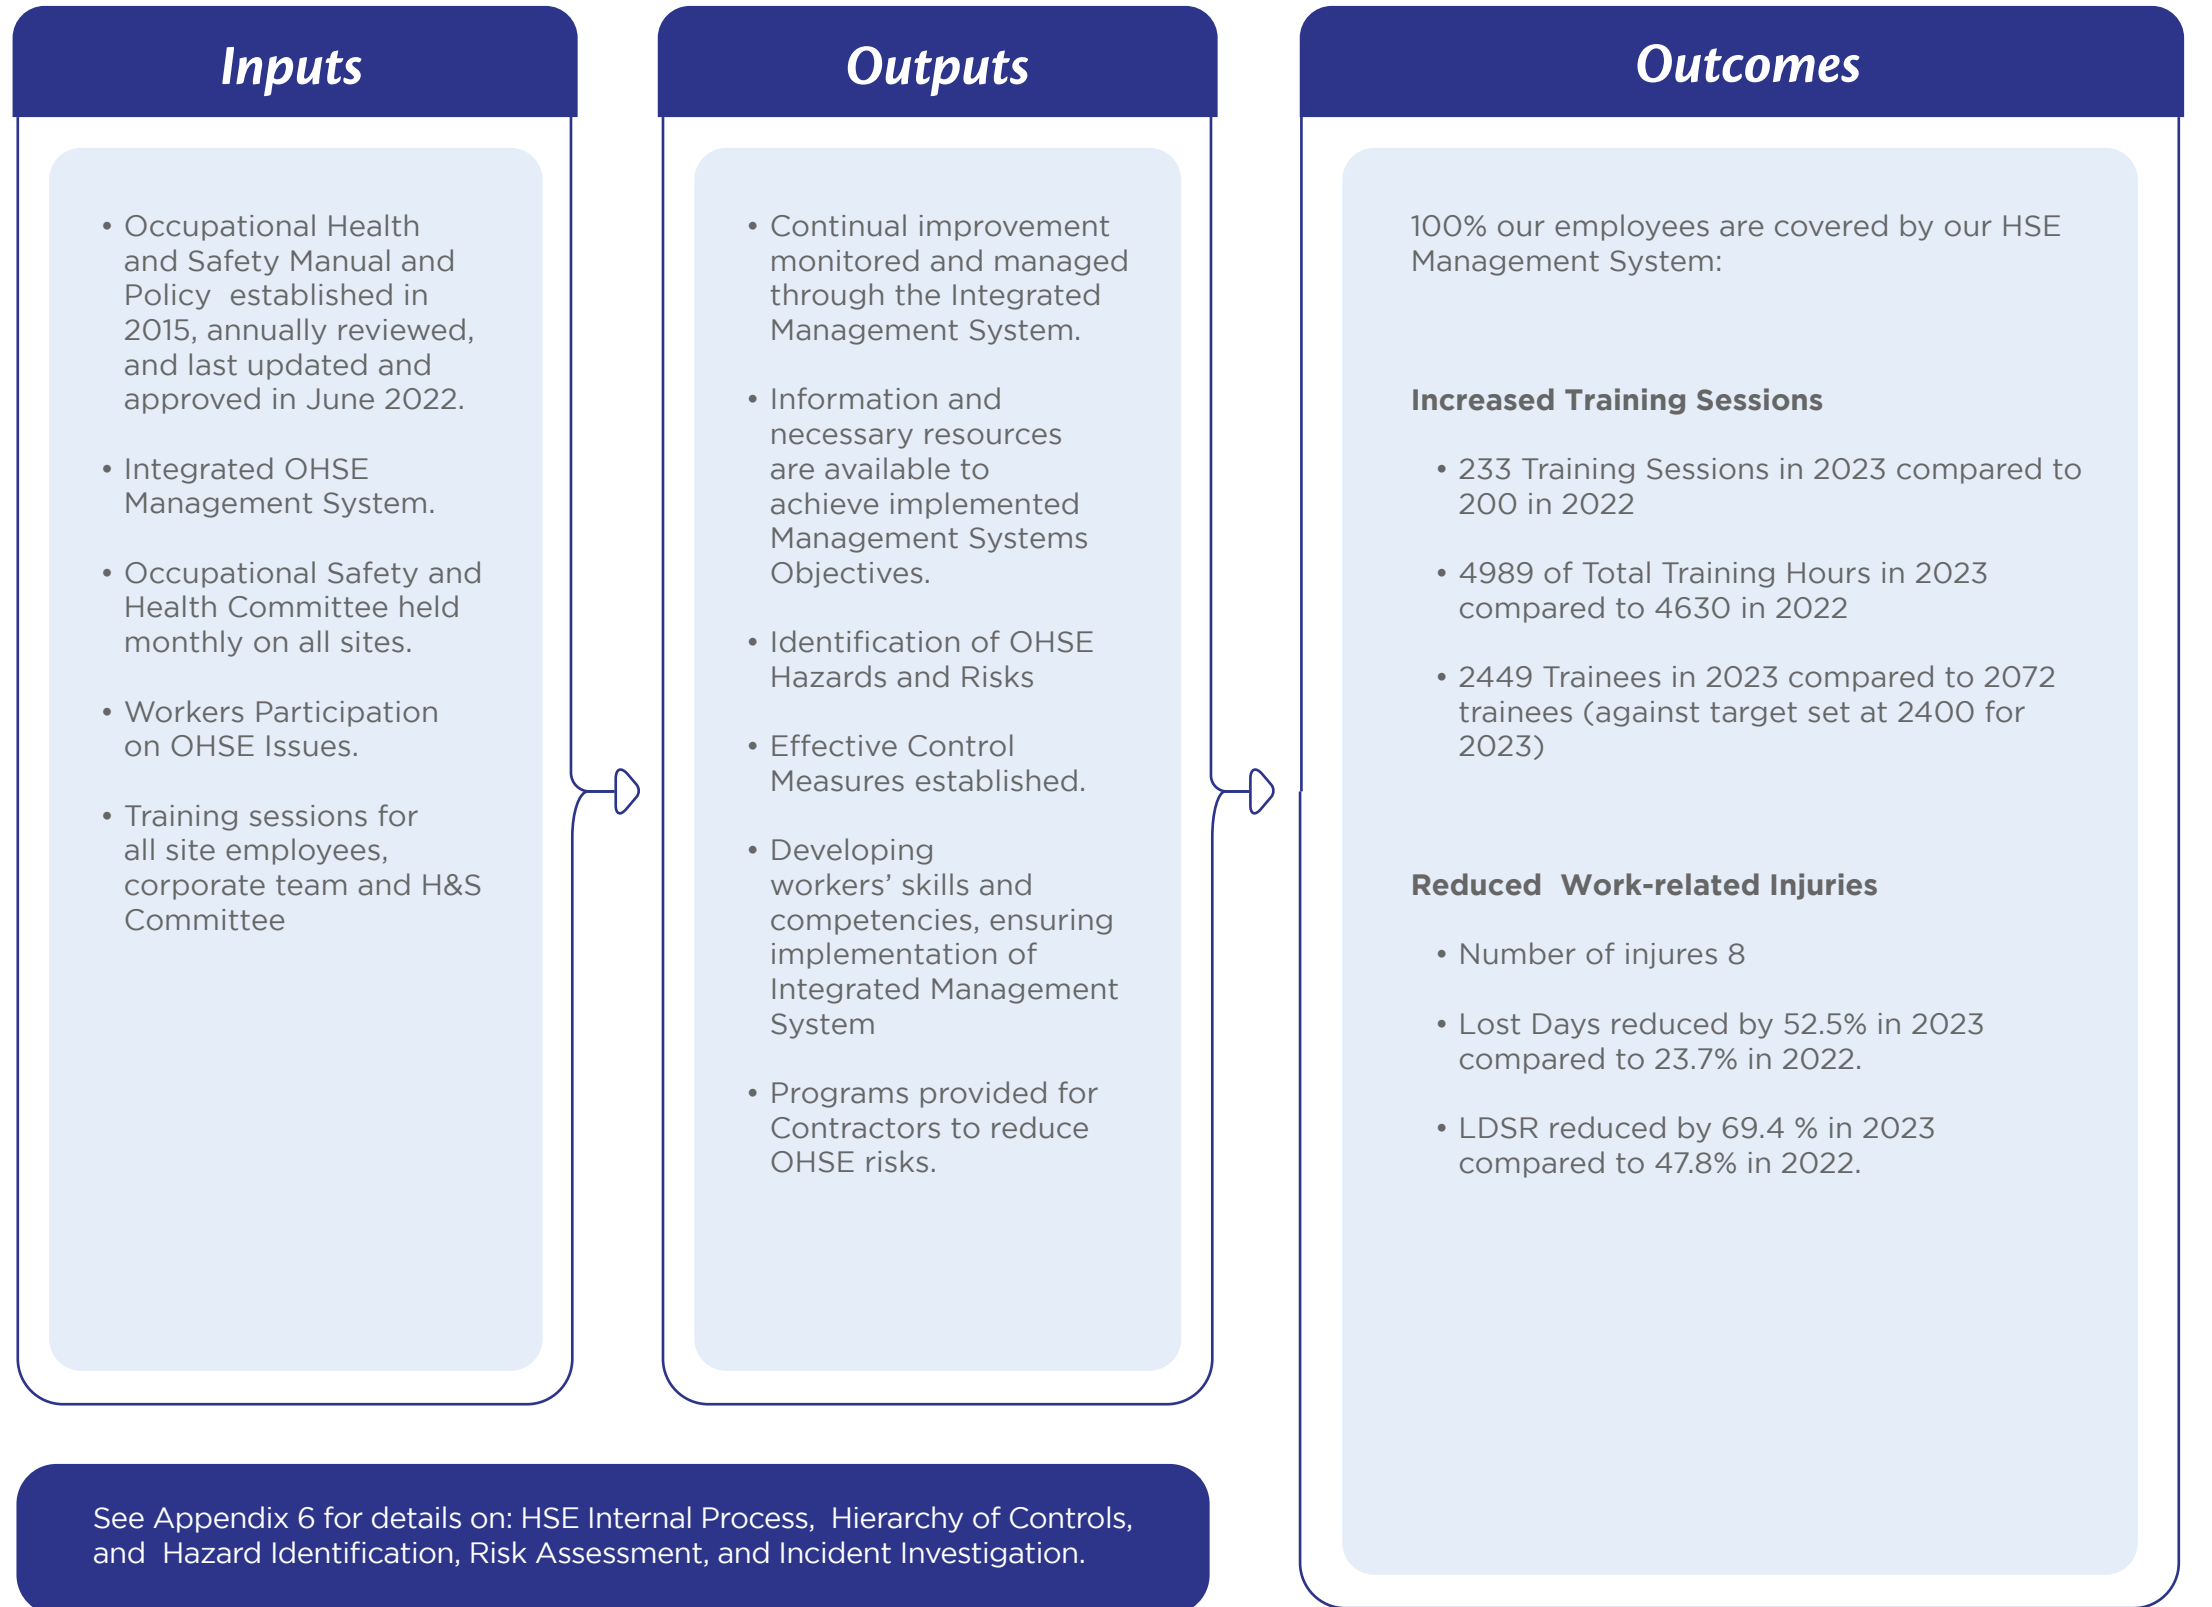 Inputs
• Occupational Health
and Safety Manual and
Policy  established in
2015, annually reviewed,
and last updated and
approved in June 2022.
• Integrated OHSE
Management System.
• Occupational Safety and
Health Committee held
monthly on all sites.
• Workers Participation
on OHSE Issues.
• Training sessions for
all site employees,
corporate team and H&S
Committee
Outputs
• Continual improvement
monitored and managed
through the Integrated
Management System.
• Information and
necessary resources
are available to
achieve implemented
Management Systems
Objectives.
• Identification of OHSE
Hazards and Risks
• Effective Control
Measures established.
• Developing
workers’ skills and
competencies, ensuring
implementation of
Integrated Management
System
• Programs provided for
Contractors to reduce
OHSE risks.
Outcomes
100% our employees are covered by our HSE
Management System:
Increased Training Sessions
• 233 Training Sessions in 2023 compared to
200 in 2022
• 4989 of Total Training Hours in 2023
compared to 4630 in 2022
• 2449 Trainees in 2023 compared to 2072
trainees (against target set at 2400 for
2023)
Reduced  Work-related Injuries
• Number of injures 8
• Lost Days reduced by 52.5% in 2023
compared to 23.7% in 2022.
• LDSR reduced by 69.4 % in 2023
compared to 47.8% in 2022.
See Appendix 6 for details on: HSE Internal Process,  Hierarchy of Controls,
and  Hazard Identification, Risk Assessment, and Incident Investigation.